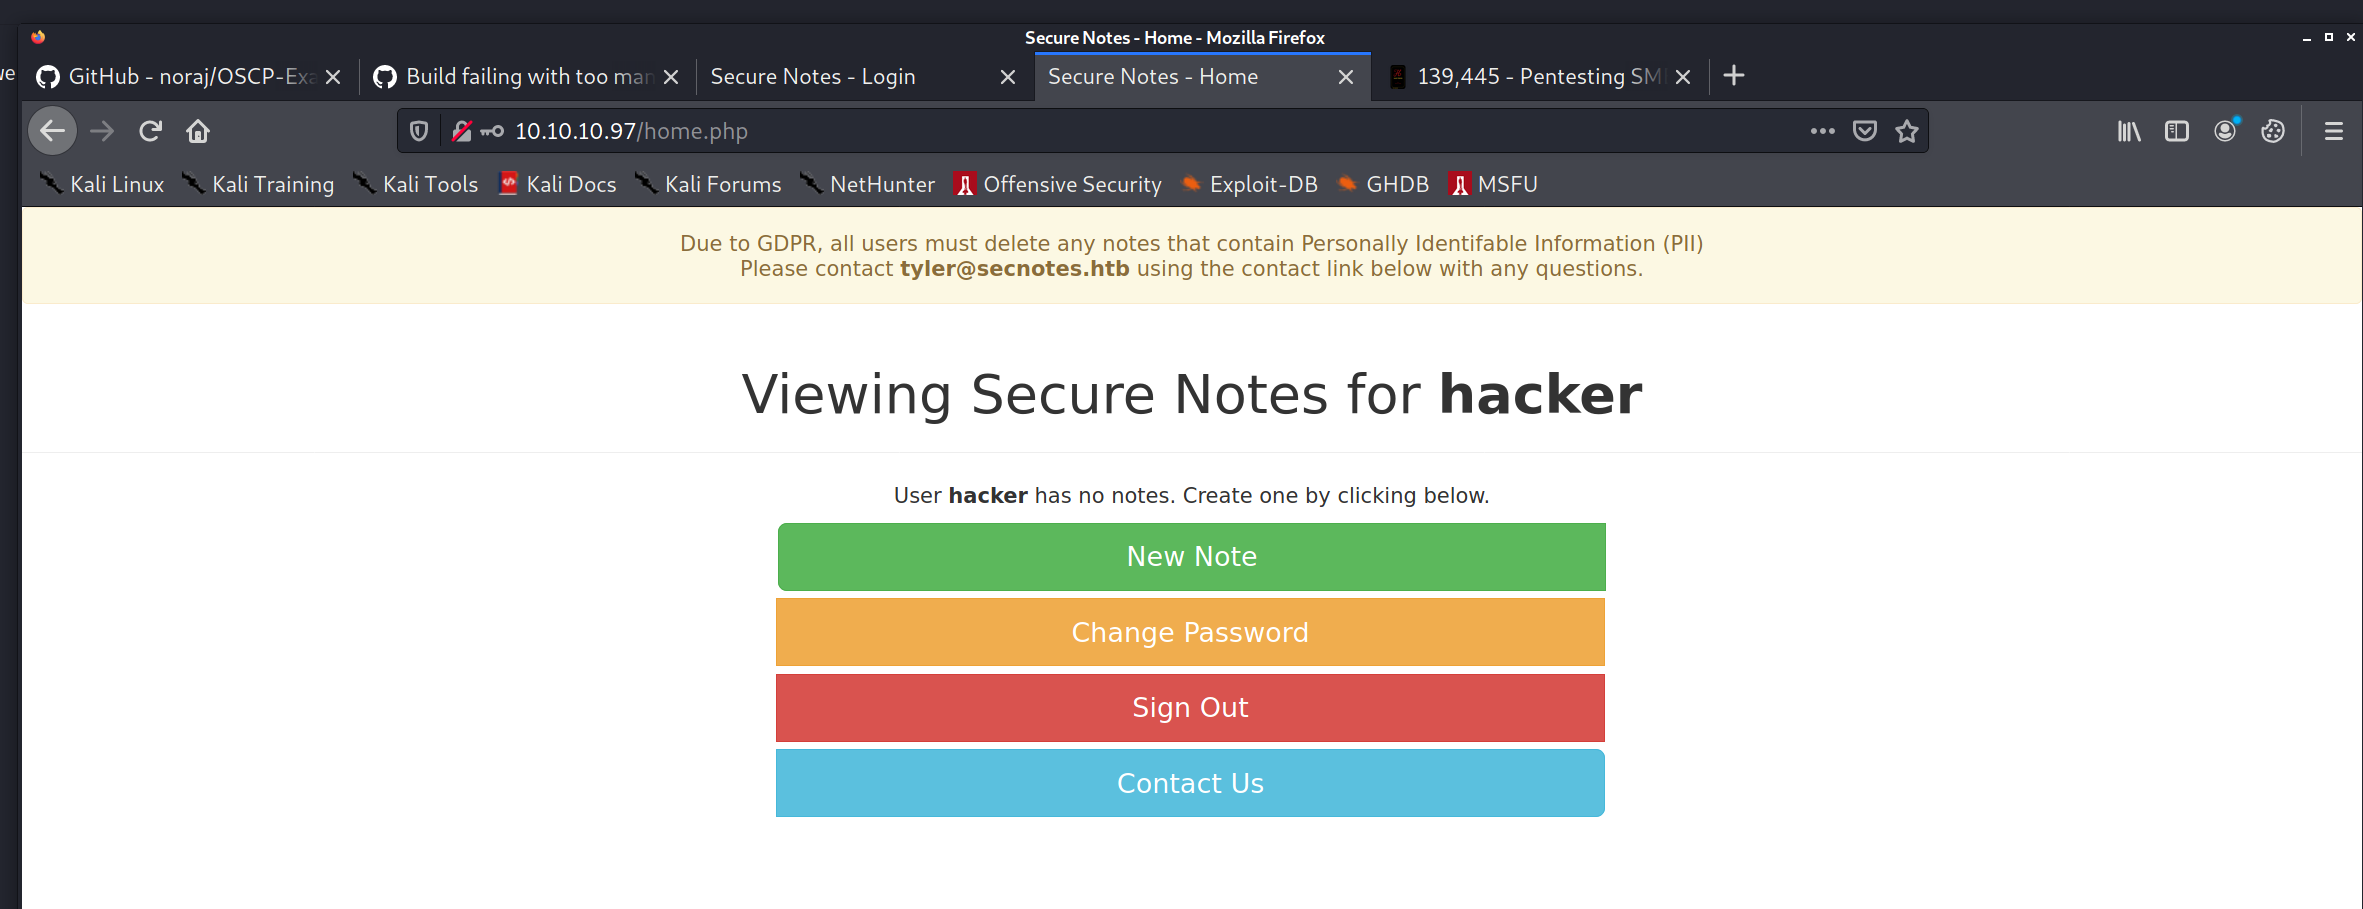 Secure Notes - Home - Mozilla Firefox
we
GitHub - noraj/OSCP-Exa
Build failing with too man
Secure Notes - Login
Secure Notes - Home
139,445 - Pentesting SM
10.10.10.97/home.php
Kali Linux
Kali Training
Kali Tools
Kali Docs
Kali Forums
NetHunter
Offensive Security
Exploit-DB
GHDB
MSFU
Due to GDPR, all users must delete any notes that contain Personally Identifable Information (PII)
Please contact tyler@secnotes.htb using the contact link below with any questions.
Viewing Secure Notes for hacker
User hacker has no notes. Create one by clicking below.
New Note
Change Password
Sign Out
Contact Us